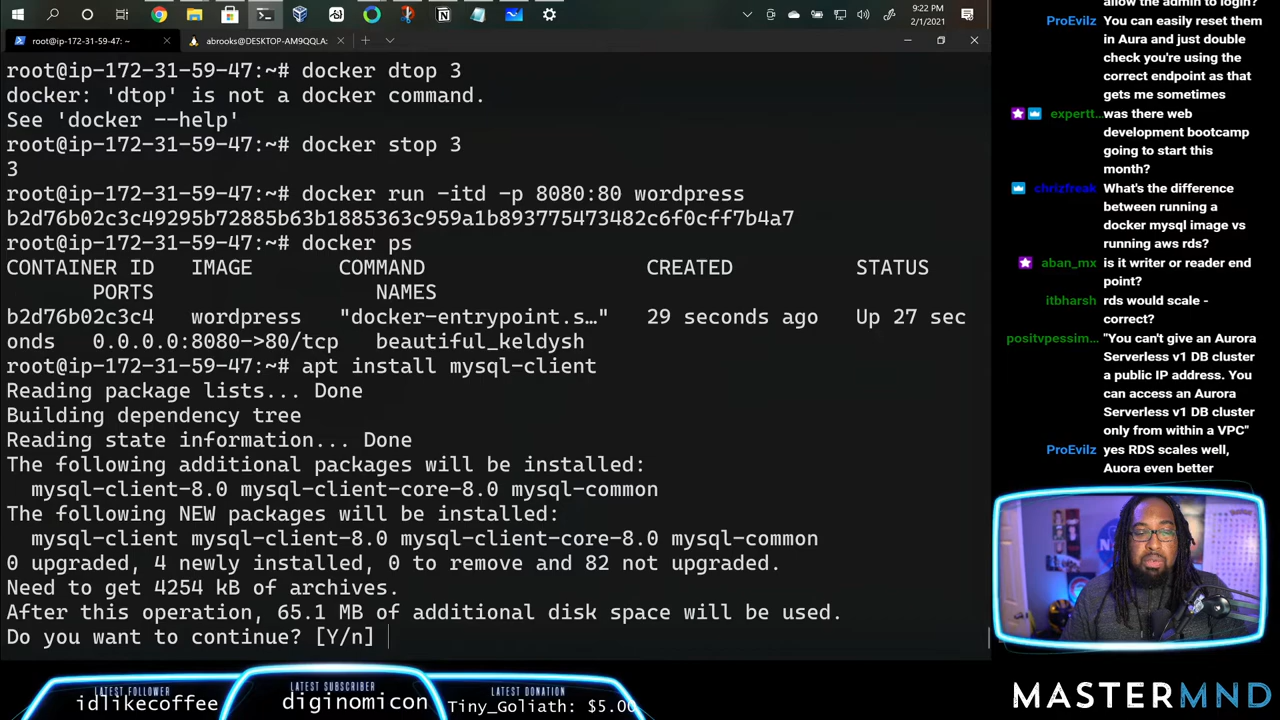 9:22 PM
2/1/2021
root@ip-172-31-59-47: ~
abrooks@DESKTOP-AM9QQLA:
root@ip-172-31-59-47:~# docker dtop 3
docker: 'dtop' is not a docker command.
See 'docker --help'
root@ip-172-31-59-47:~# docker stop 3
3
root@ip-172-31-59-47:~# docker run -itd -p 8080:80 wordpress
b2d76b02c3c49295b72885b63b1885363c959a1b893775473482c6f0cff7b4a7
root@ip-172-31-59-47:~# docker ps
CONTAINER ID IMAGE COMMAND CREATED STATUS
PORTS NAMES
b2d76b02c3c4 wordpress "docker-entrypoint.s…" 29 seconds ago Up 27 sec
onds 0.0.0.0:8080->80/tcp beautiful_keldysh
root@ip-172-31-59-47:~# apt install mysql-client
Reading package lists... Done
Building dependency tree
Reading state information... Done
The following additional packages will be installed:
mysql-client-8.0 mysql-client-core-8.0 mysql-common
The following NEW packages will be installed:
mysql-client mysql-client-8.0 mysql-client-core-8.0 mysql-common
0 upgraded, 4 newly installed, 0 to remove and 82 not upgraded.
Need to get 4254 kB of archives.
After this operation, 65.1 MB of additional disk space will be used.
Do you want to continue? [Y/n]
allow the admin to login?
ProEvilz You can easily reset them
in Aura and just double
check you're using the
correct endpoint as that
gets me sometimes
expertt… was there web
development bootcamp
going to start this
month?
chrizfreak What's the difference
between running a
docker mysql image vs
running aws rds?
aban_mx is it writer or reader end
point?
itbharsh rds would scale -
correct?
positvpessim… "You can't give an Aurora
Serverless v1 DB cluster
a public IP address. You
can access an Aurora
Serverless v1 DB cluster
only from within a VPC"
ProEvilz yes RDS scales well,
Auora even better
LATEST FOLLOWER
idlikecoffee
LATEST SUBSCRIBER
diginomicon
LATEST DONATION
Tiny_Goliath: $5.00
MASTERMND